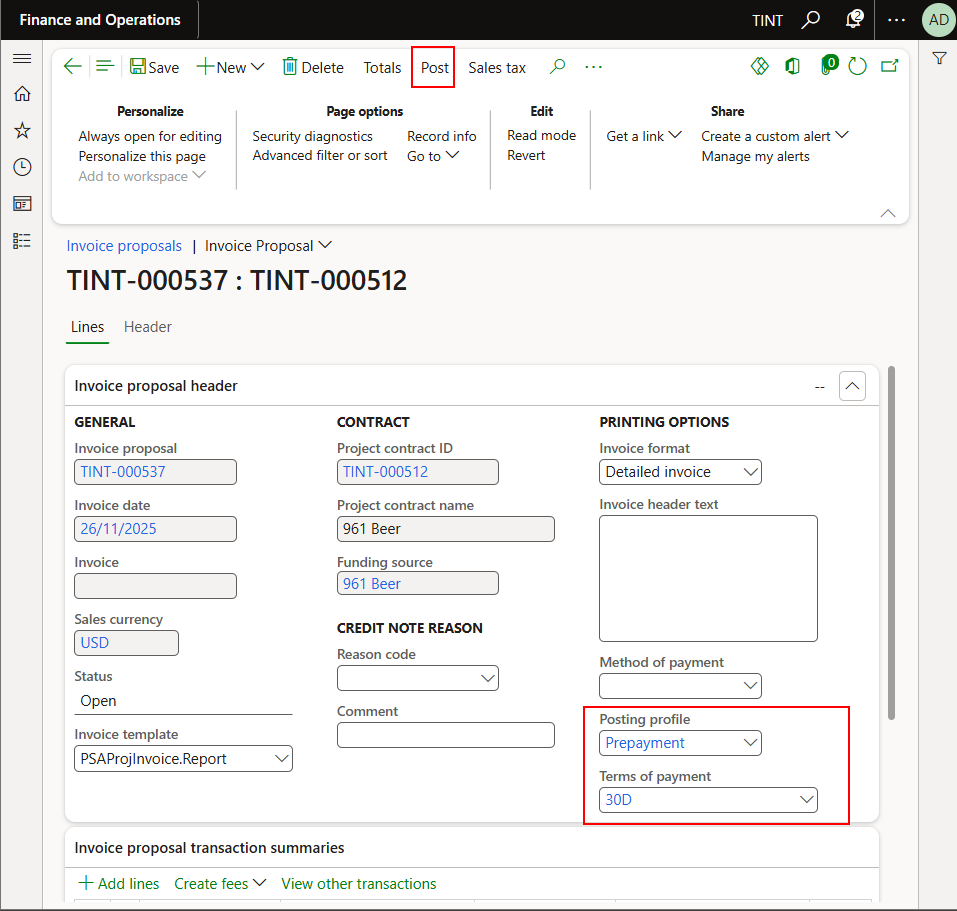 Finance and Operations
TINT
2
AD
Save
New
Delete
Totals
Post
Sales tax
0
Personalize
Always open for editing
Personalize this page
Add to workspace
Page options
Security diagnostics
Advanced filter or sort
Record info
Go to
Edit
Read mode
Revert
Get a link
Share
Create a custom alert
Manage my alerts
Invoice proposals | Invoice Proposal
TINT-000537 : TINT-000512
Lines
Header
Invoice proposal header
--
GENERAL
Invoice proposal
TINT-000537
Invoice date
26/11/2025
Invoice
Sales currency
USD
Status
Open
Invoice template
PSAProjInvoice.Report
CONTRACT
Project contract ID
TINT-000512
Project contract name
961 Beer
Funding source
961 Beer
CREDIT NOTE REASON
Reason code
Comment
PRINTING OPTIONS
Invoice format
Detailed invoice
Invoice header text
Method of payment
Posting profile
Prepayment
Terms of payment
30D
Invoice proposal transaction summaries
Add lines
Create fees
View other transactions